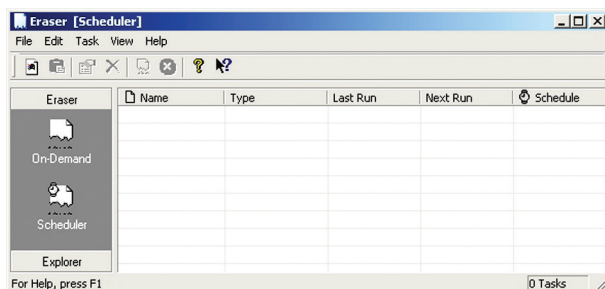 Eraser [Scheduler]
File Edit Task View Help
Eraser
Name Type Last Run Next Run Schedule
On-Demand
Scheduler
Explorer
For Help, press F1 0 Tasks